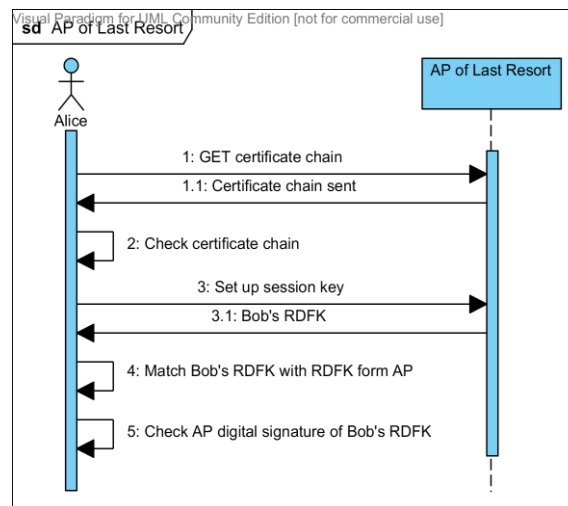 Visual Paradigm for UML Community Edition [not for commercial use]
sd AP of Last Resort
AP of Last Resort
Alice
1: GET certificate chain
1.1: Certificate chain sent
2: Check certificate chain
3: Set up session key
3.1: Bob's RDFK
4: Match Bob's RDFK with RDFK form AP
5: Check AP digital signature of Bob's RDFK